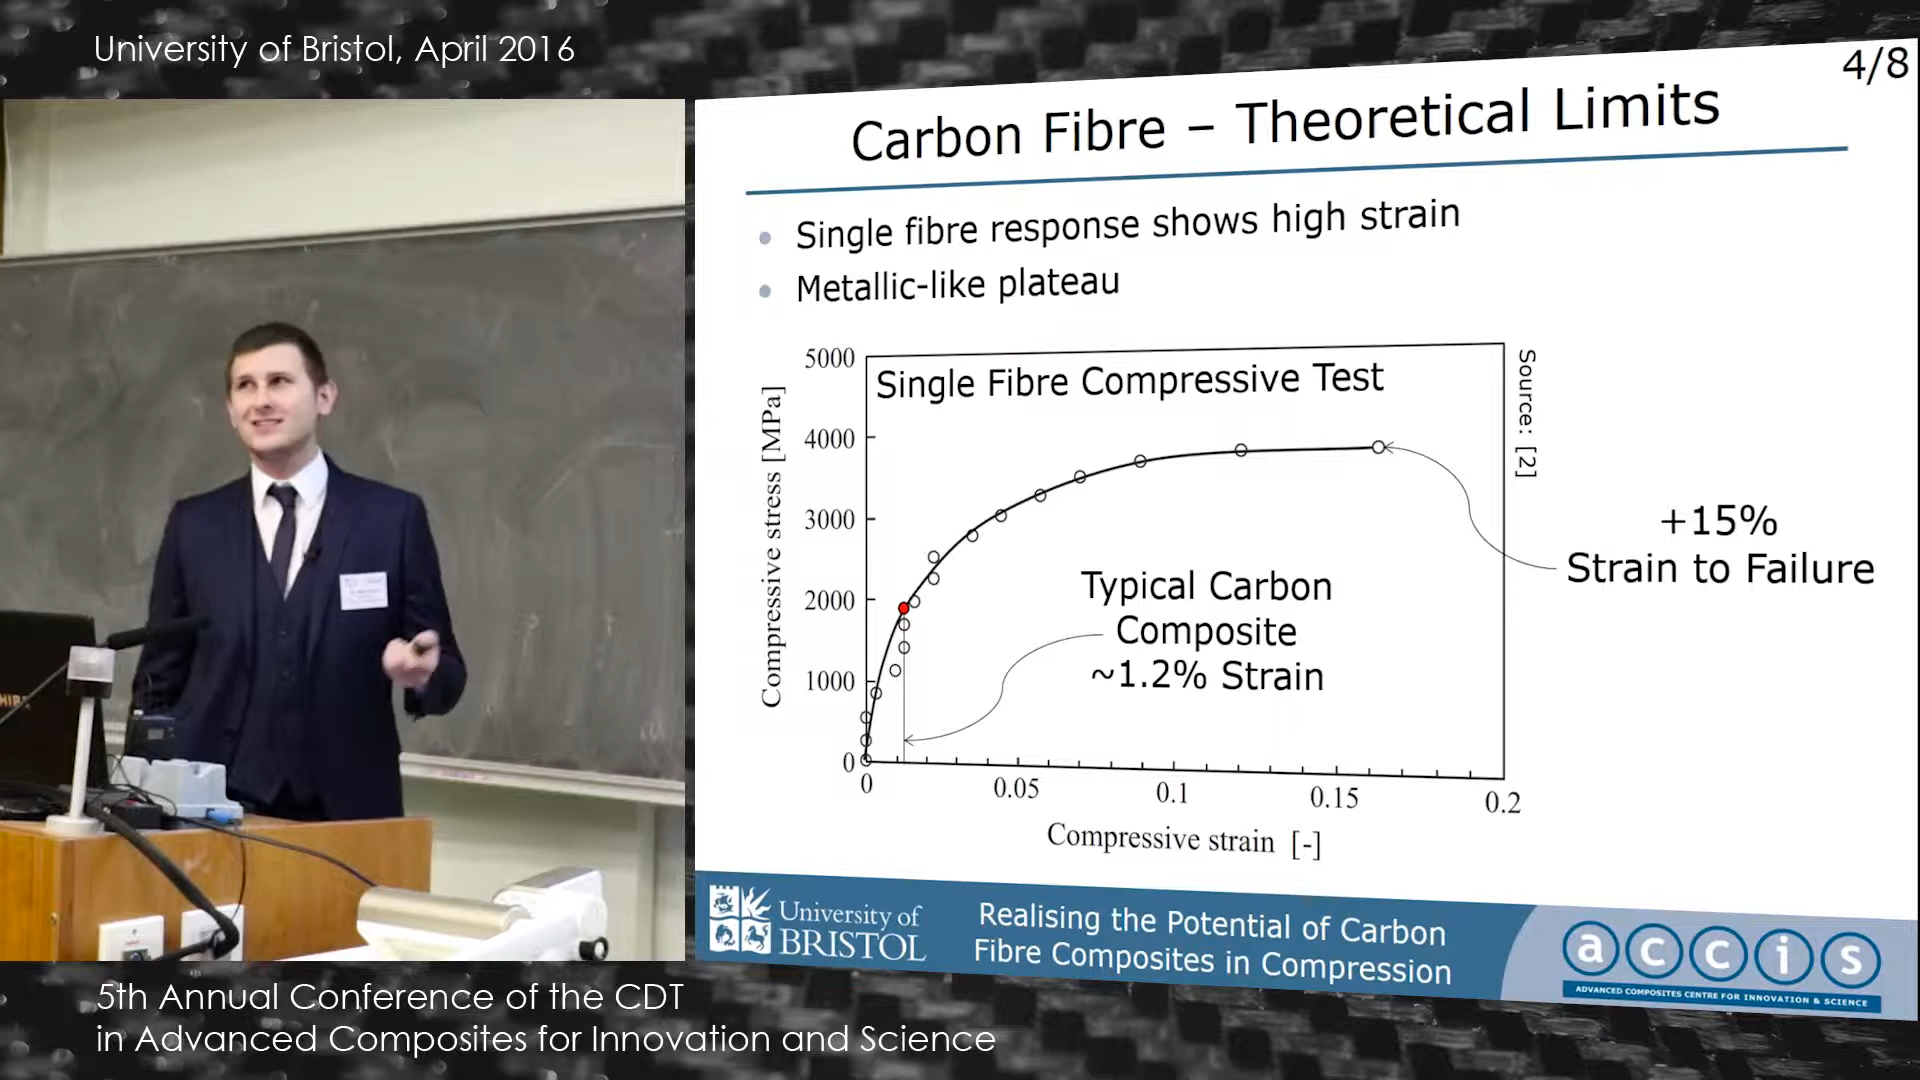 University of Bristol, April 2016
4/8
Carbon Fibre – Theoretical Limits
Single fibre response shows high strain
Metallic-like plateau
Single Fibre Compressive Test
Compressive stress [MPa]
5000
4000
3000
2000
1000
0
0
0.05
0.1
0.15
0.2
Compressive strain [-]
Typical Carbon
Composite
~1.2% Strain
Source: [2]
+15%
Strain to Failure
University of
BRISTOL
Realising the Potential of Carbon
Fibre Composites in Compression
accis
ADVANCED COMPOSITES CENTRE FOR INNOVATION & SCIENCE
5th Annual Conference of the CDT
in Advanced Composites for Innovation and Science